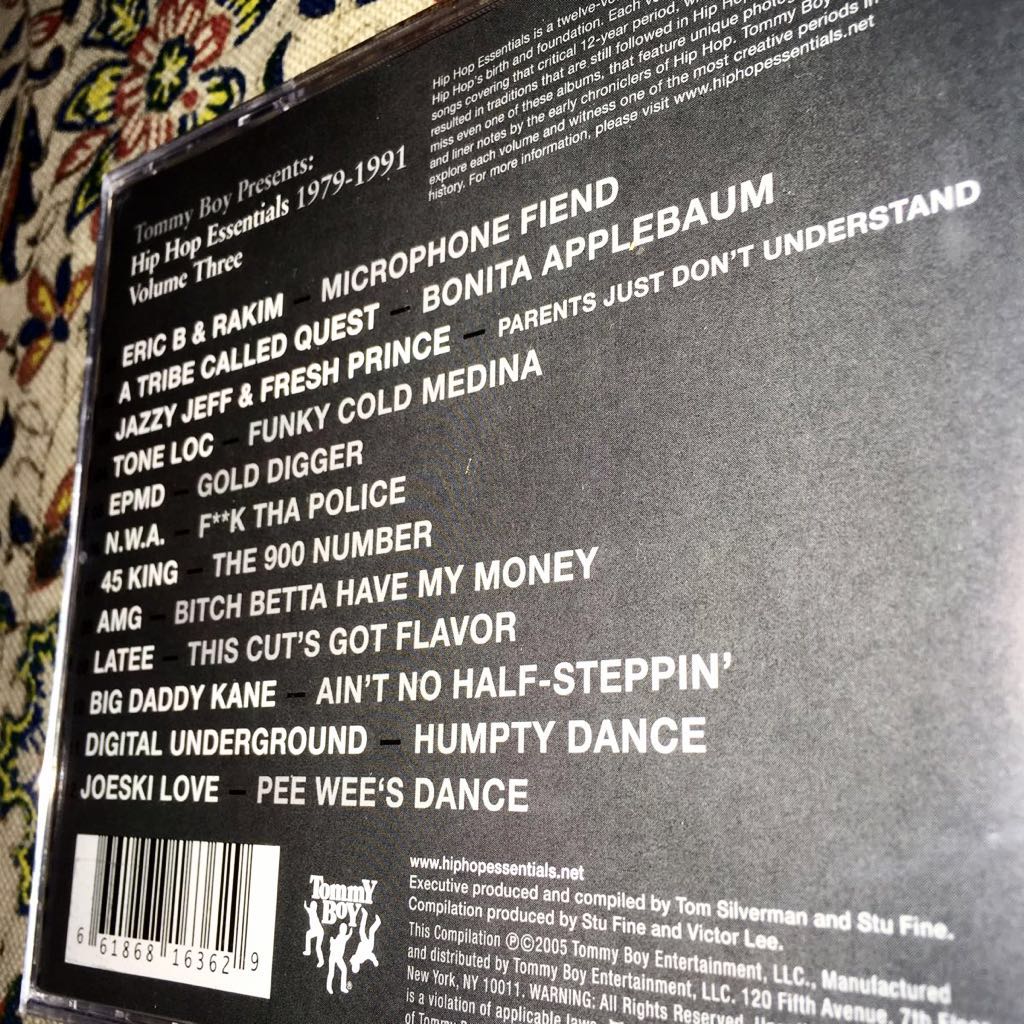 Tommy Boy Presents:
Hip Hop Essentials 1979-1991
Volume Three
Hip Hop Essentials is a
Hip Hop's birth and foundation. Each
songs covering that critical 12-year period,
resulted in traditions that are still followed in Hip
miss even one of these albums, that feature unique
and liner notes by the early chroniclers of Hip Hop. Tommy Boy
explore each volume and witness one of the most creative periods in
history. For more information, please visit www.hiphopessentials.net
ERIC B & RAKIM – MICROPHONE FIEND
A TRIBE CALLED QUEST – BONITA APPLEBAUM
JAZZY JEFF & FRESH PRINCE – PARENTS JUST DON'T UNDERSTAND
TONE LOC – FUNKY COLD MEDINA
EPMD – GOLD DIGGER
N.W.A. – F**K THA POLICE
45 KING – THE 900 NUMBER
AMG – BITCH BETTA HAVE MY MONEY
LATEE – THIS CUT'S GOT FLAVOR
BIG DADDY KANE – AIN'T NO HALF-STEPPIN'
DIGITAL UNDERGROUND – HUMPTY DANCE
JOESKI LOVE – PEE WEE'S DANCE
6 61868 16362 9
Tommy
Boy
®
www.hiphopessentials.net
Executive produced and compiled by Tom Silverman and Stu Fine.
Compilation produced by Stu Fine and Victor Lee.
This Compilation ℗©2005 Tommy Boy Entertainment, LLC., Manufactured
and distributed by Tommy Boy Entertainment, LLC. 120 Fifth Avenue, 7th
New York, NY 10011. WARNING: All Rights Reserved.
is a violation of applicable laws.
of Tommy